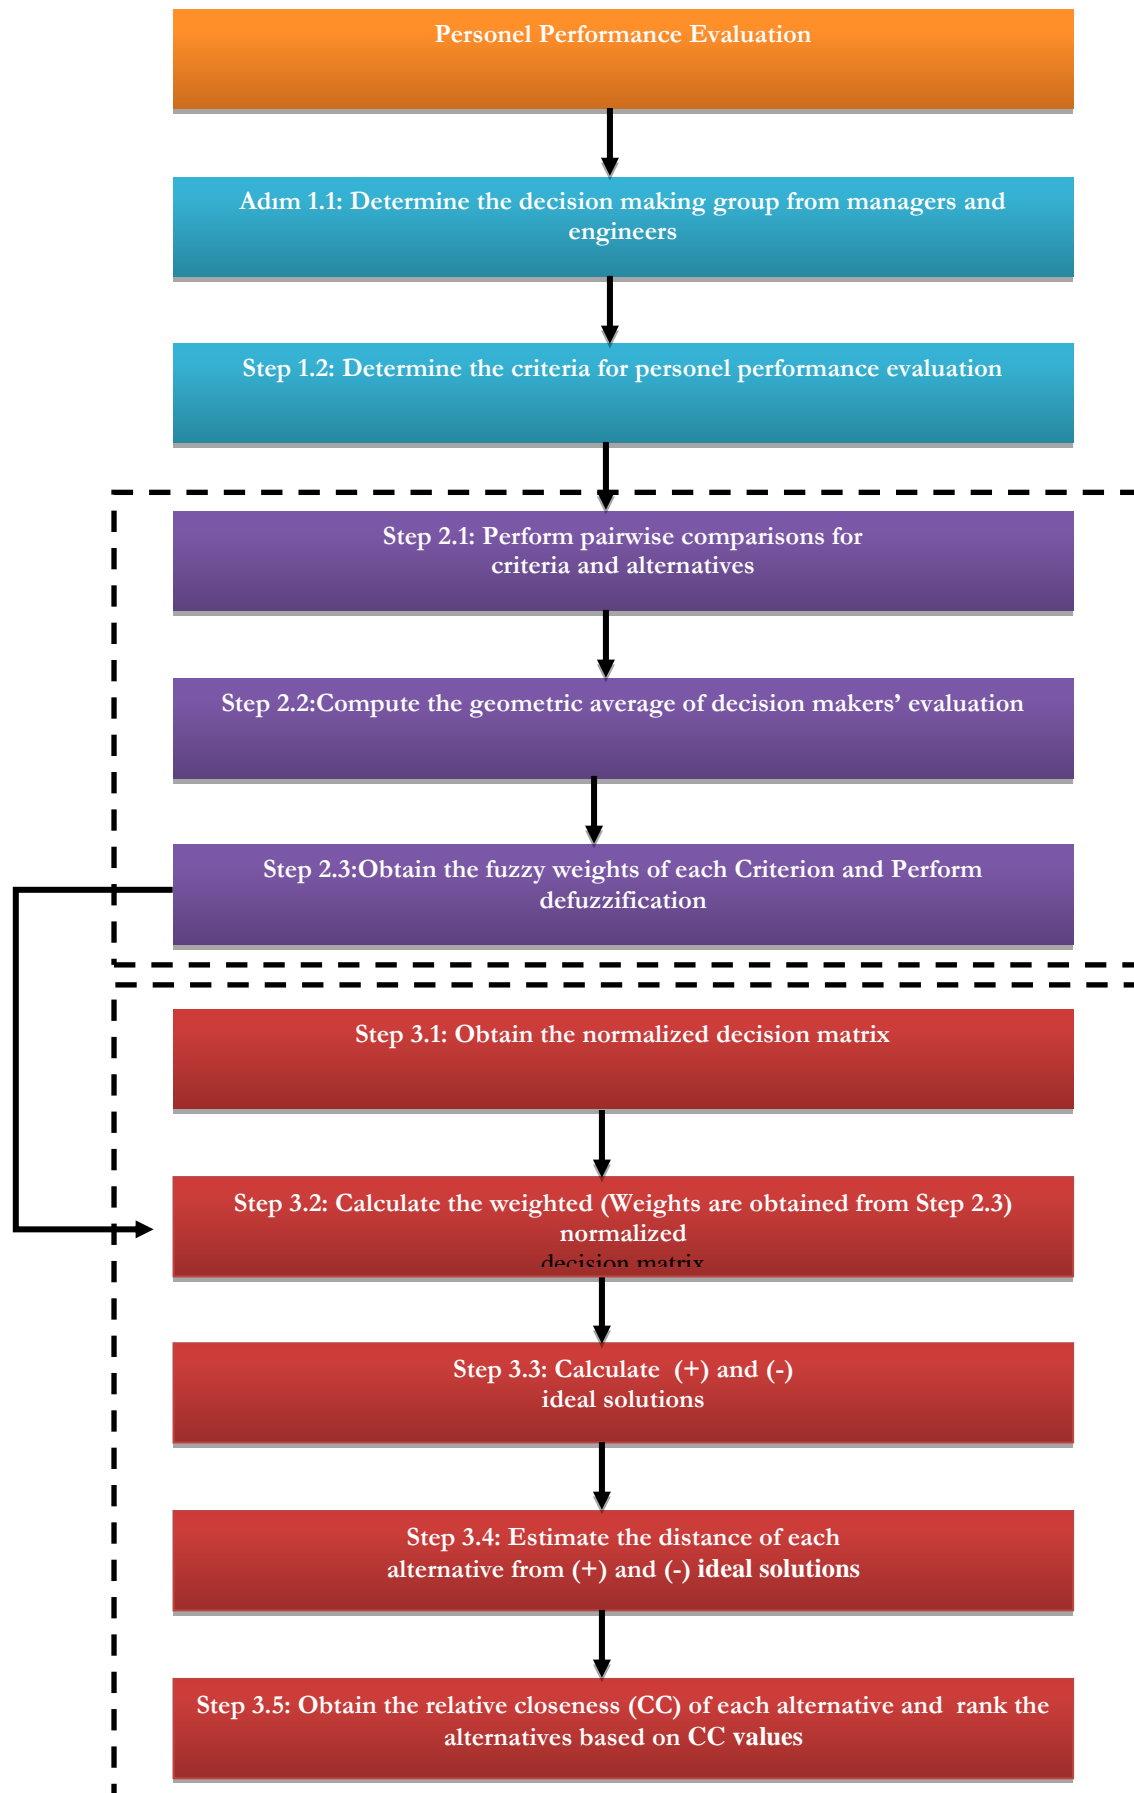 Personel Performance Evaluation
Adım 1.1: Determine the decision making group from managers and
engineers
Step 1.2: Determine the criteria for personel performance evaluation
Step 2.1: Perform pairwise comparisons for
criteria and alternatives
Step 2.2:Compute the geometric average of decision makers’ evaluation
Step 2.3:Obtain the fuzzy weights of each Criterion and Perform
defuzzification
Step 3.1: Obtain the normalized decision matrix
Step 3.2: Calculate the weighted (Weights are obtained from Step 2.3)
normalized
decision matrix
Step 3.3: Calculate (+) and (-)
ideal solutions
Step 3.4: Estimate the distance of each
alternative from (+) and (-) ideal solutions
Step 3.5: Obtain the relative closeness (CC) of each alternative and rank the
alternatives based on CC values